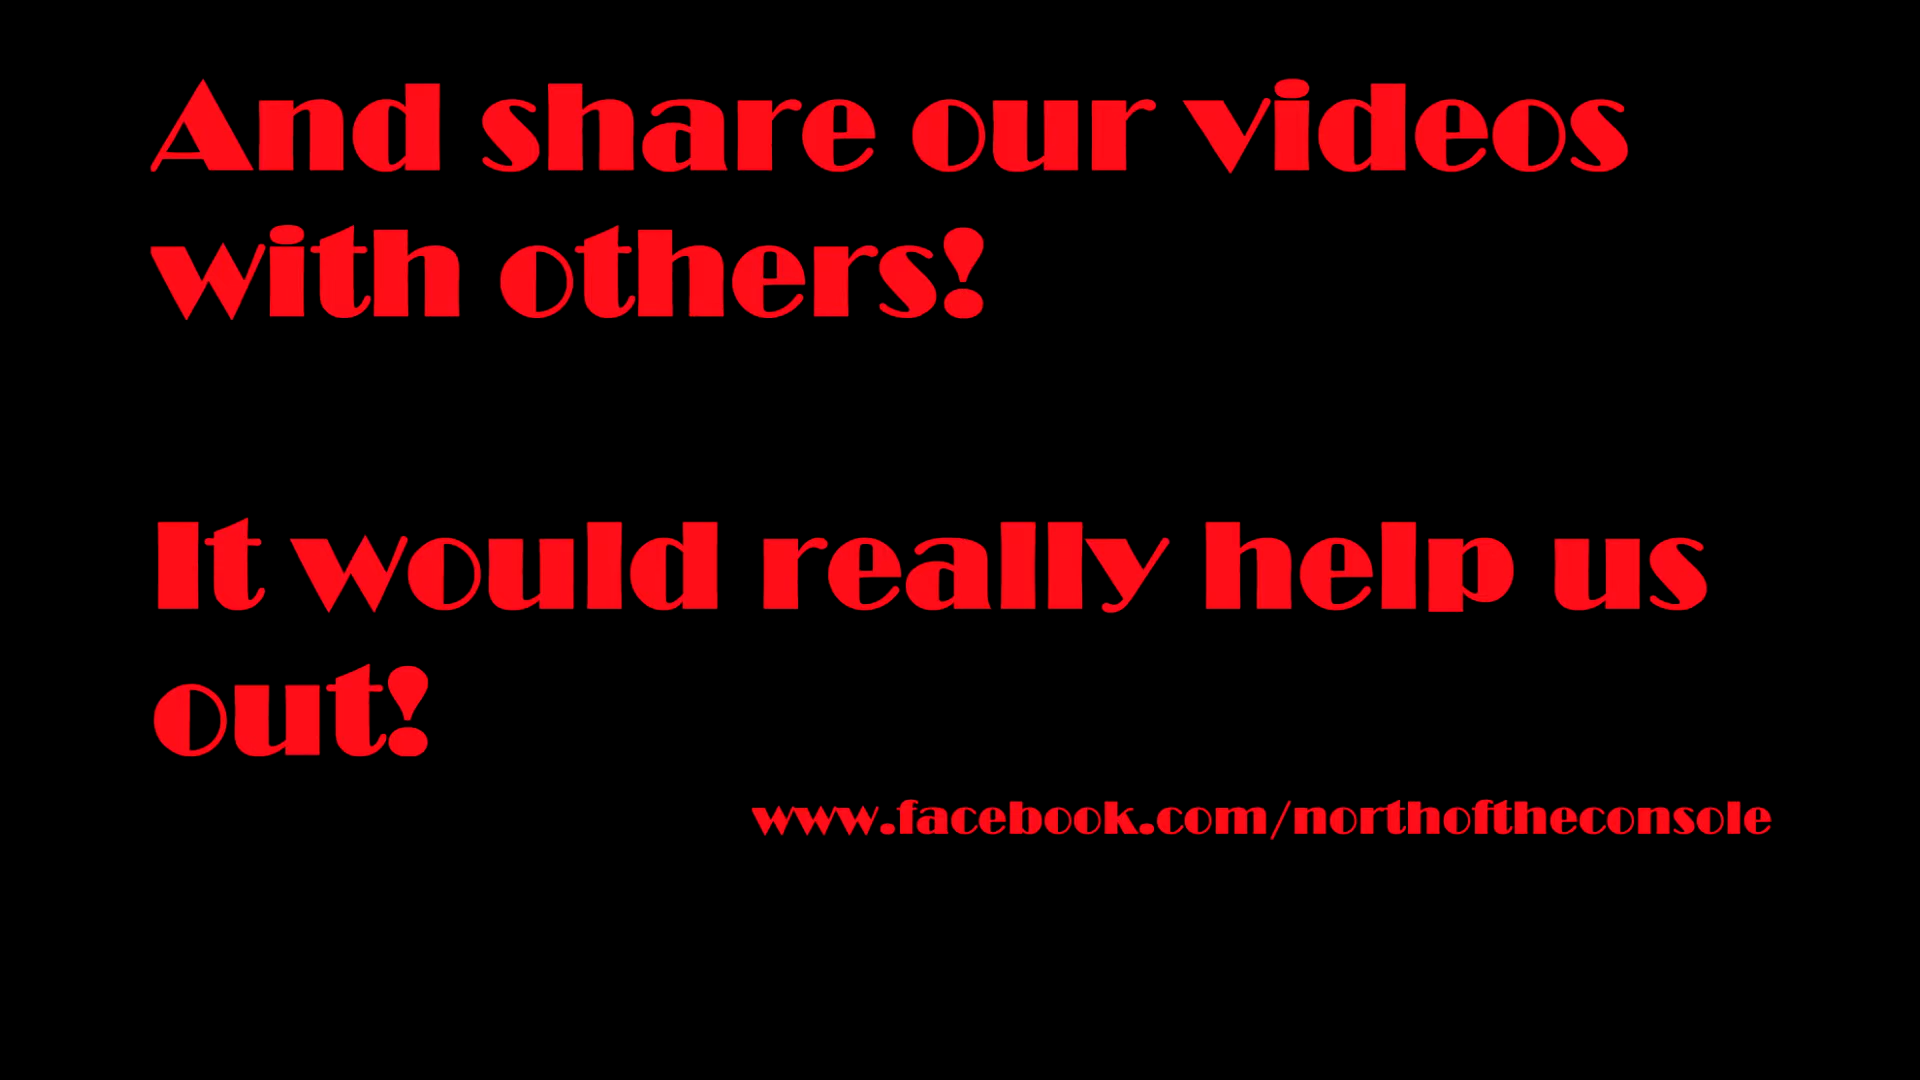 And share our videos
with others!
It would really help us
out!
www.facebook.com/northoftheconsole